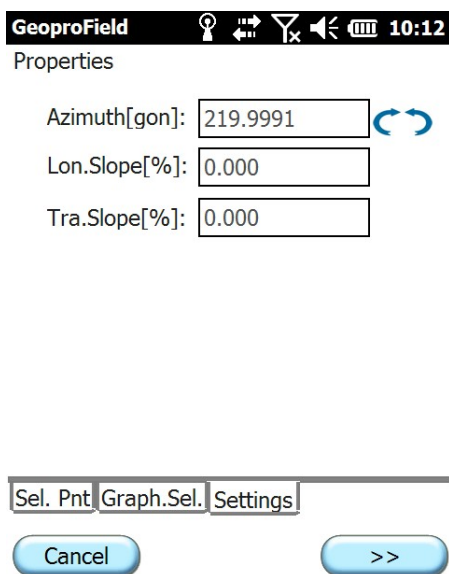 GeoproField 10:12
Properties
Azimuth[gon]: 219.9991
Lon.Slope[%]: 0.000
Tra.Slope[%]: 0.000
Sel. Pnt Graph.Sel. Settings
Cancel >>